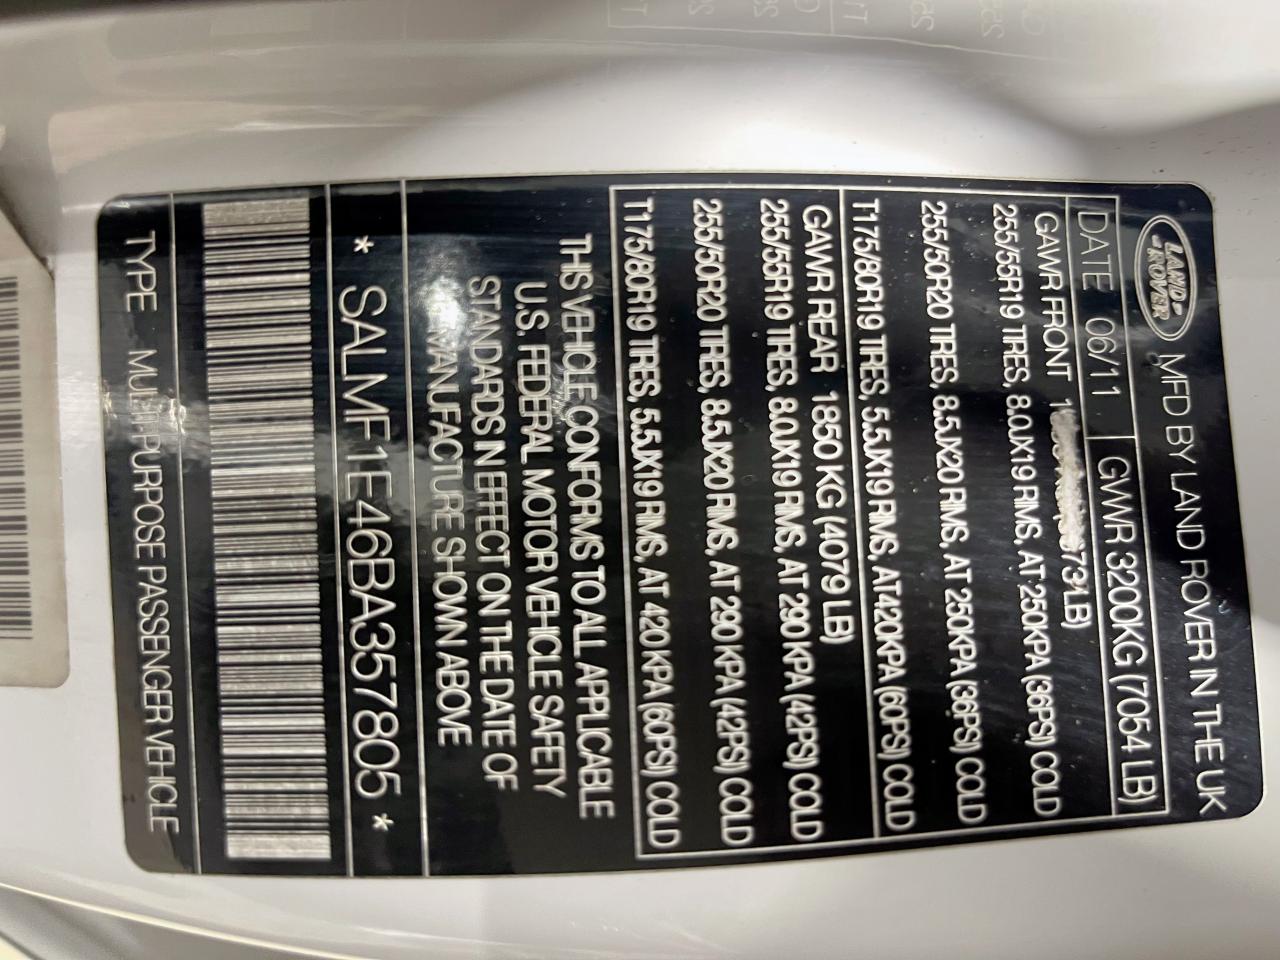 LAND-
-ROVER
MFD BY LAND ROVER IN THE UK
DATE 06/11 GWR 3200KG (7054 LB)
GAWR FRONT
255/55R19 TIRES, 8.0JX19 RIMS, AT 250KPA (36PSI) COLD
255/50R20 TIRES, 8.5JX20 RIMS, AT 250KPA (36PSI) COLD
T175/80R19 TIRES, 5.5JX19 RIMS, AT420KPA (60PSI) COLD
GAWR REAR 1850 KG (4079 LB)
255/55R19 TIRES, 8.0JX19 RIMS, AT 290 KPA (42PSI) COLD
255/50R20 TIRES, 8.5JX20 RIMS, AT 290 KPA (42PSI) COLD
T175/80R19 TIRES, 5.5JX19 RIMS, AT 420 KPA (60PSI) COLD
THIS VEHICLE CONFORMS TO ALL APPLICABLE
U.S. FEDERAL MOTOR VEHICLE SAFETY
STANDARDS IN EFFECT ON THE DATE OF
MANUFACTURE SHOWN ABOVE
* SALMF1E46BA357805 *
TYPE MULTIPURPOSE PASSENGER VEHICLE